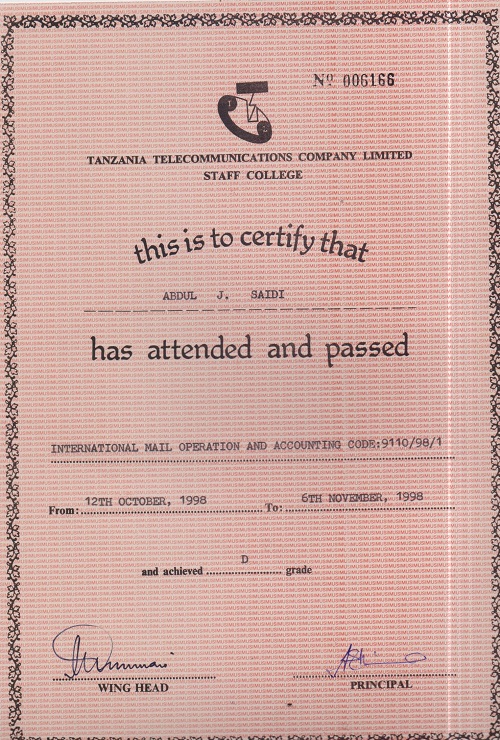 Nº 006166
TANZANIA TELECOMMUNICATIONS COMPANY LIMITED
STAFF COLLEGE
this is to certify that
ABDUL J. SAIDI
has attended and passed
INTERNATIONAL MAIL OPERATION AND ACCOUNTING CODE:9110/98/1
From: 12TH OCTOBER, 1998 To: 6TH NOVEMBER, 1998
and achieved D grade
WING HEAD PRINCIPAL